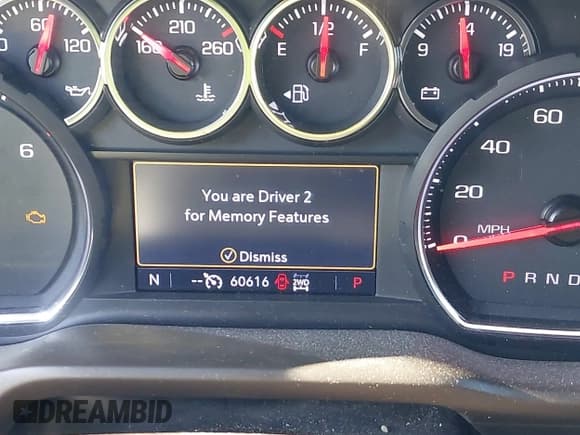 60 120
160 210 260
E 1/2 F
9 14 19
6
You are Driver 2
for Memory Features
Dismiss
N -- 60616 2WD P
0 20 40 60
MPH
P R N D
DREAMBID